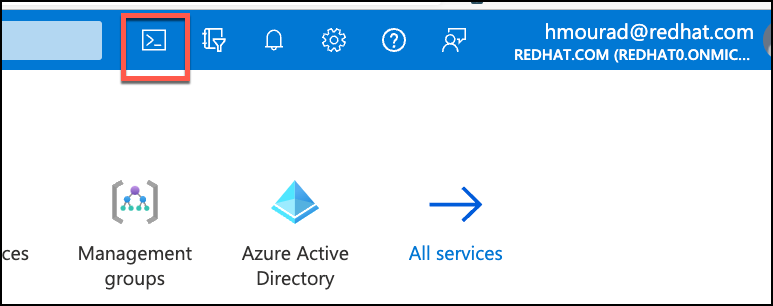 hmourad@redhat.com
REDHAT.COM (REDHAT0.ONMIC...
ces
Management
groups
Azure Active
Directory
All services